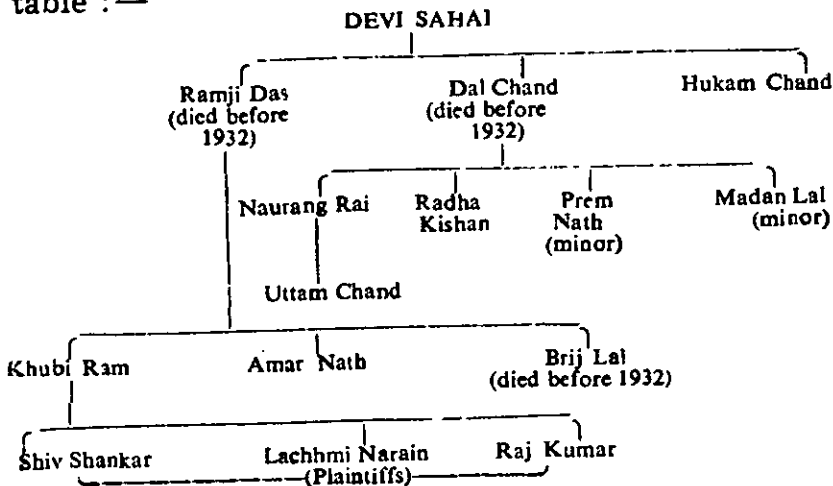 table :—
DEVI SAHAI
Ramji Das
(died before
1932)
Dal Chand
(died before
1932)
Hukam Chand
Naurang Rai
Radha
Kishan
Prem
Nath
(minor)
Madan Lal
(minor)
Uttam Chand
Khubi Ram
Amar Nath
Brij Lal
(died before 1932)
Shiv Shankar
Lachhmi Narain
Raj Kumar
(Plaintiffs)